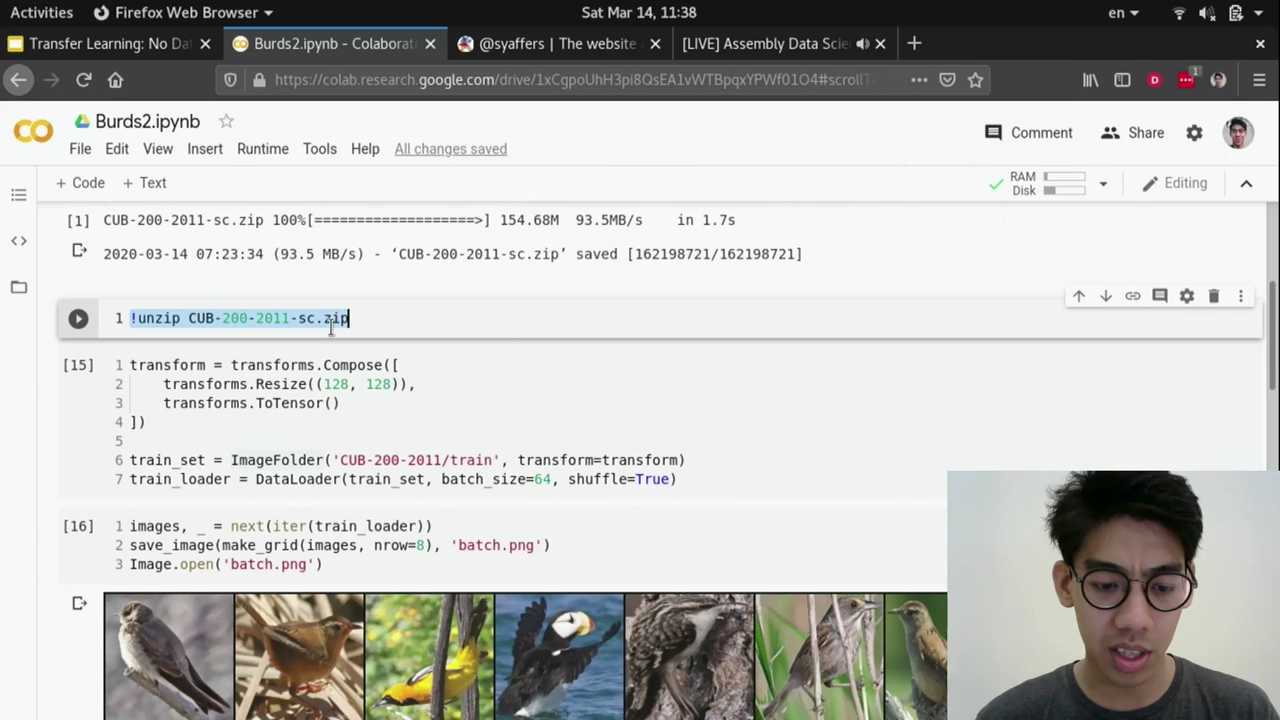 Activities Firefox Web Browser Sat Mar 14, 11:38 en
Transfer Learning: No Da Burds2.ipynb - Colaborat @syaffers | The website [LIVE] Assembly Data Scie
https://colab.research.google.com/drive/1xCgpoUhH3pi8QsEA1vWTBpqxYPWf01O4#scrollT
1
Burds2.ipynb
Comment Share
File Edit View Insert Runtime Tools Help All changes saved
+ Code + Text RAM Disk Editing
[1] CUB-200-2011-sc.zip 100%[===================>] 154.68M 93.5MB/s in 1.7s
2020-03-14 07:23:34 (93.5 MB/s) - ‘CUB-200-2011-sc.zip’ saved [162198721/162198721]
1 !unzip CUB-200-2011-sc.zip
[15] 1 transform = transforms.Compose([
2 transforms.Resize((128, 128)),
3 transforms.ToTensor()
4 ])
5
6 train_set = ImageFolder('CUB-200-2011/train', transform=transform)
7 train_loader = DataLoader(train_set, batch_size=64, shuffle=True)
[16] 1 images, _ = next(iter(train_loader))
2 save_image(make_grid(images, nrow=8), 'batch.png')
3 Image.open('batch.png')